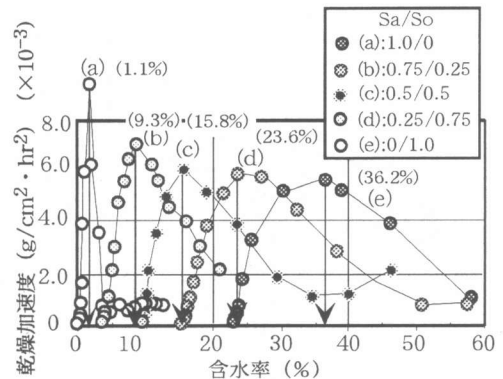 Sa/So
(a):1.0/0
(b):0.75/0.25
(c):0.5/0.5
(d):0.25/0.75
(e):0/1.0
(a) (1.1%)
(9.3%)・(15.8%)
(b)
(c)
(23.6%)
(d)
(36.2%)
(e)
乾燥加速度 (g/cm²・hr²) (×10⁻³)
8.0
6.0
4.0
2.0
0
0 10 20 30 40 50 60
含水率 (%)